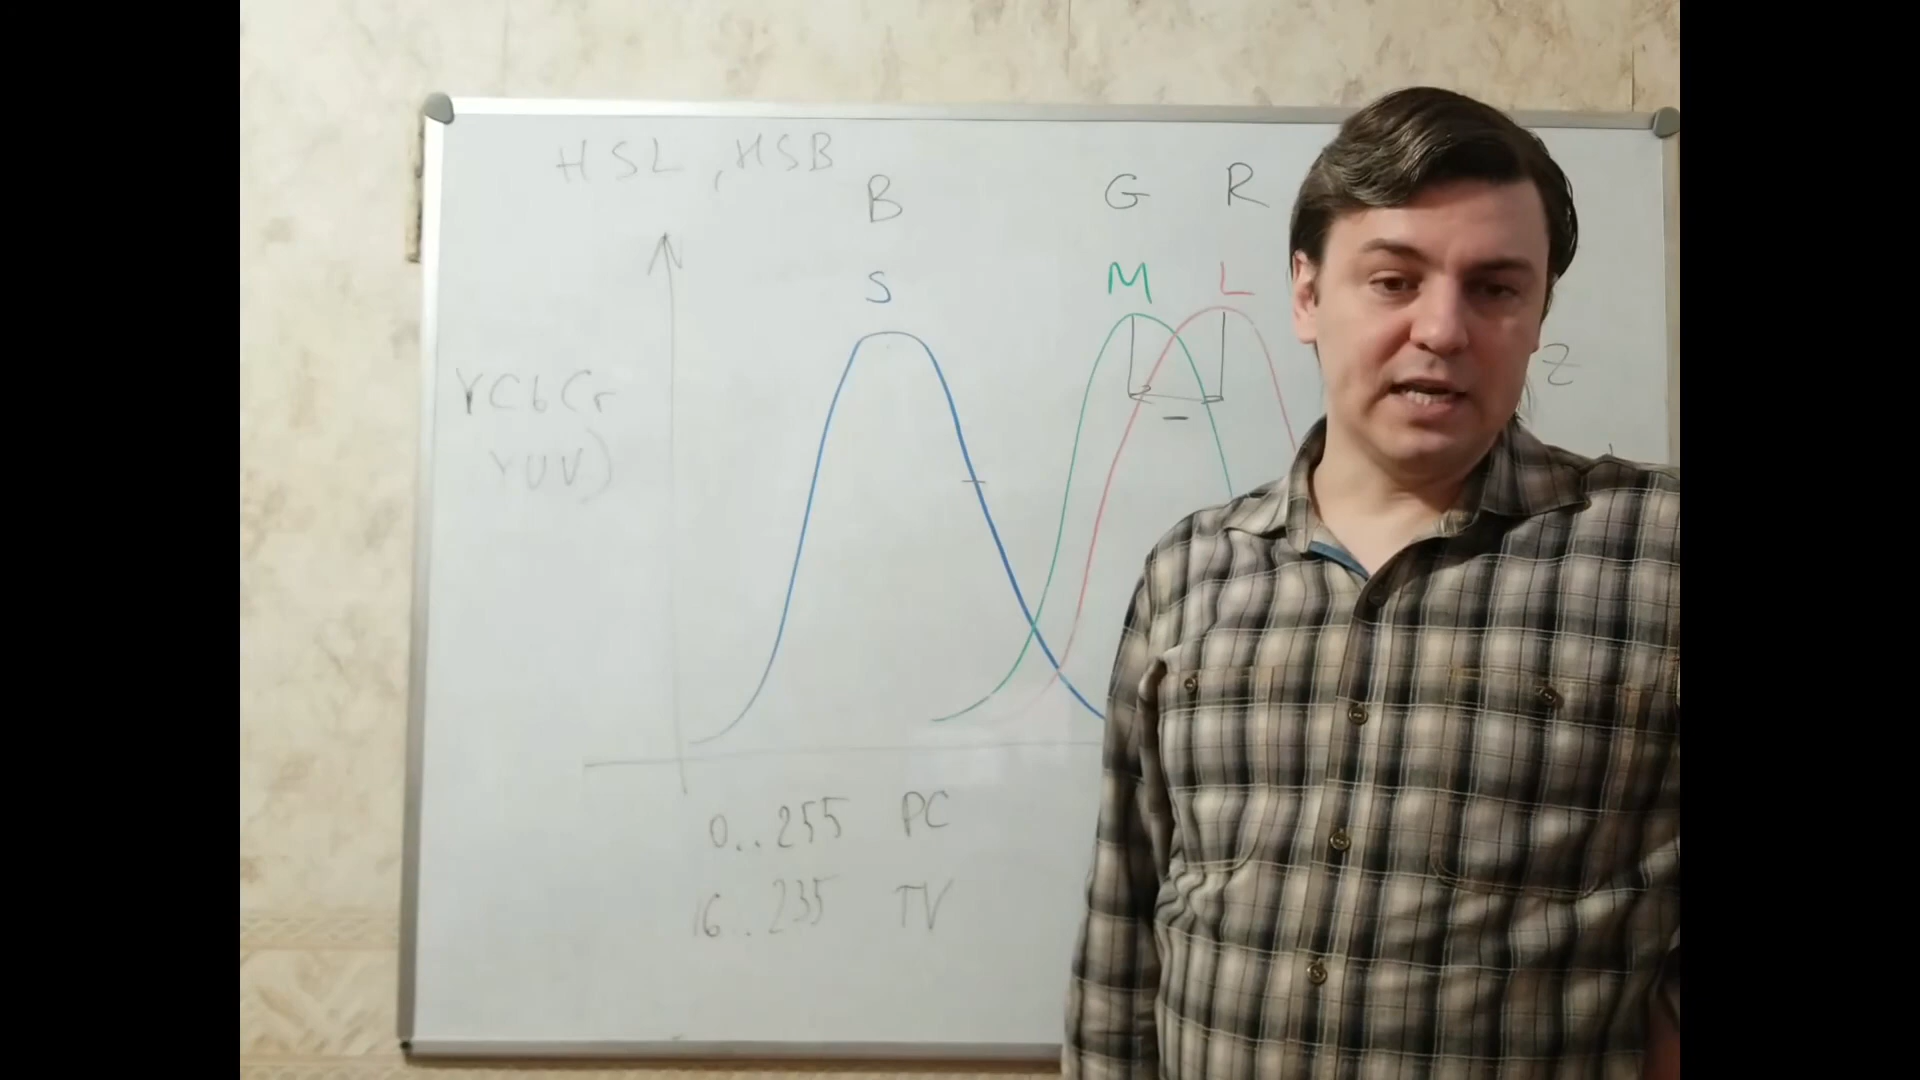 HSL, HSB
B G R
S M L
Z
YCbCr
YUV)
0..255 PC
16..235 TV